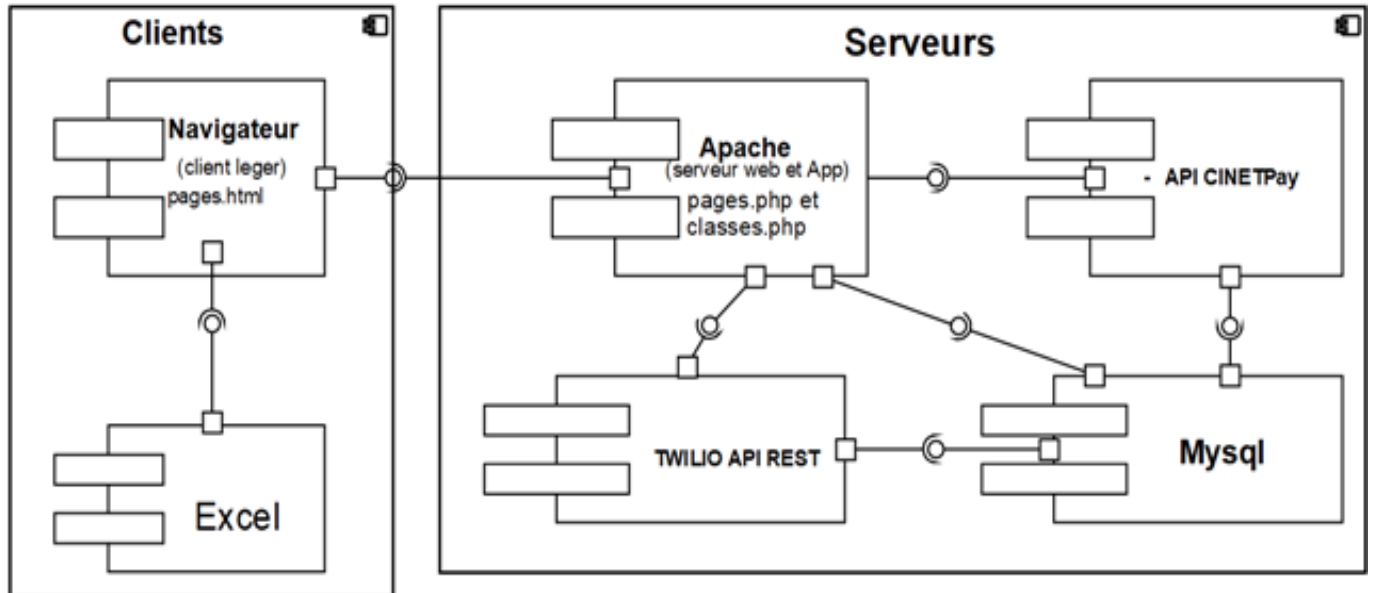 Clients
Navigateur
(client leger)
pages.html
Excel
Serveurs
Apache
(serveur web et App)
pages.php et
classes.php
- API CINETPay
TWILIO API REST
Mysql